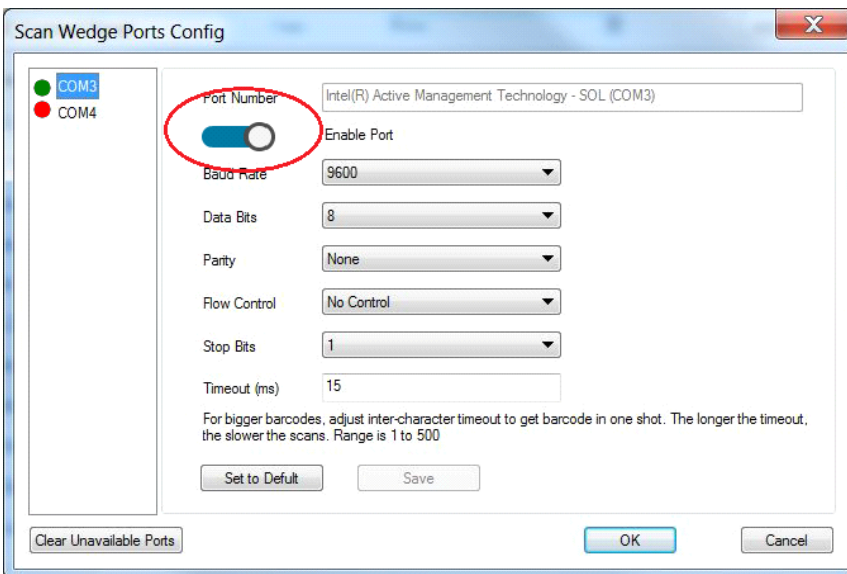 Scan Wedge Ports Config
X
COM3
COM4
Port Number
Intel(R) Active Management Technology - SOL (COM3)
Enable Port
Baud Rate
9600
Data Bits
8
Parity
None
Flow Control
No Control
Stop Bits
1
Timeout (ms)
15
For bigger barcodes, adjust inter-character timeout to get barcode in one shot. The longer the timeout,
the slower the scans. Range is 1 to 500
Set to Defult
Save
Clear Unavailable Ports
OK
Cancel